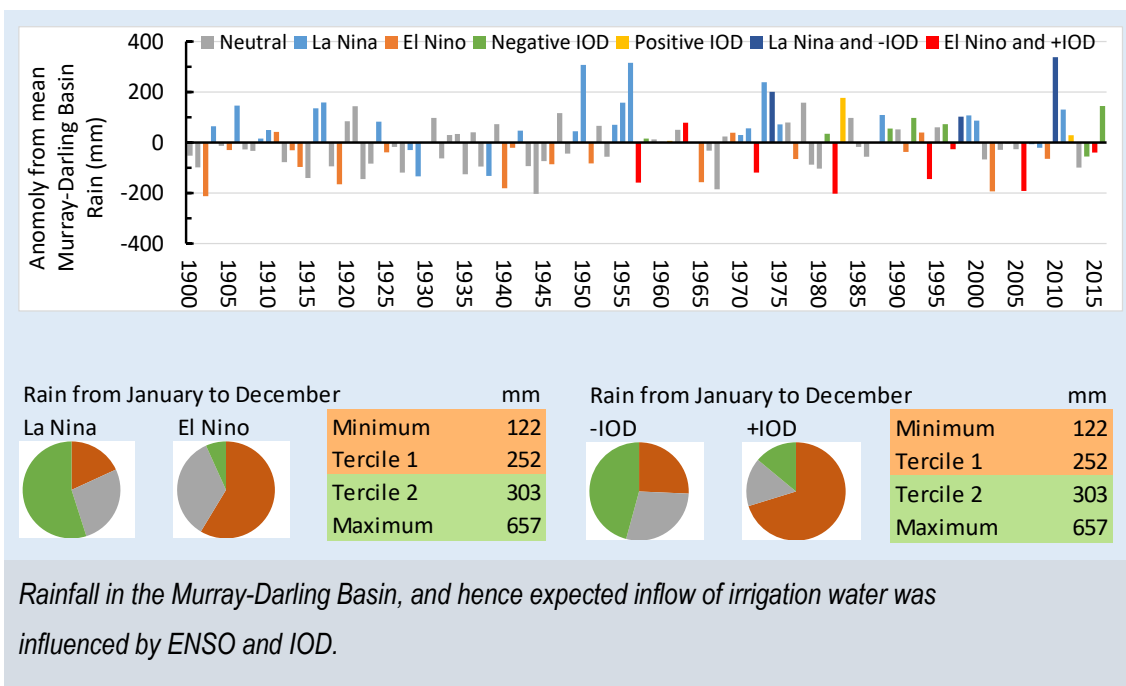 400
200
0
-200
-400
Anomoly from mean
Murray-Darling Basin
Rain (mm)
Neutral La Nina El Nino Negative IOD Positive IOD La Nina and -IOD El Nino and +IOD
1900 1905 1910 1915 1920 1925 1930 1935 1940 1945 1950 1955 1960 1965 1970 1975 1980 1985 1990 1995 2000 2005 2010 2015
Rain from January to December mm
La Nina El Nino
Minimum 122
Tercile 1 252
Tercile 2 303
Maximum 657
Rain from January to December mm
-IOD +IOD
Minimum 122
Tercile 1 252
Tercile 2 303
Maximum 657
Rainfall in the Murray-Darling Basin, and hence expected inflow of irrigation water was
influenced by ENSO and IOD.